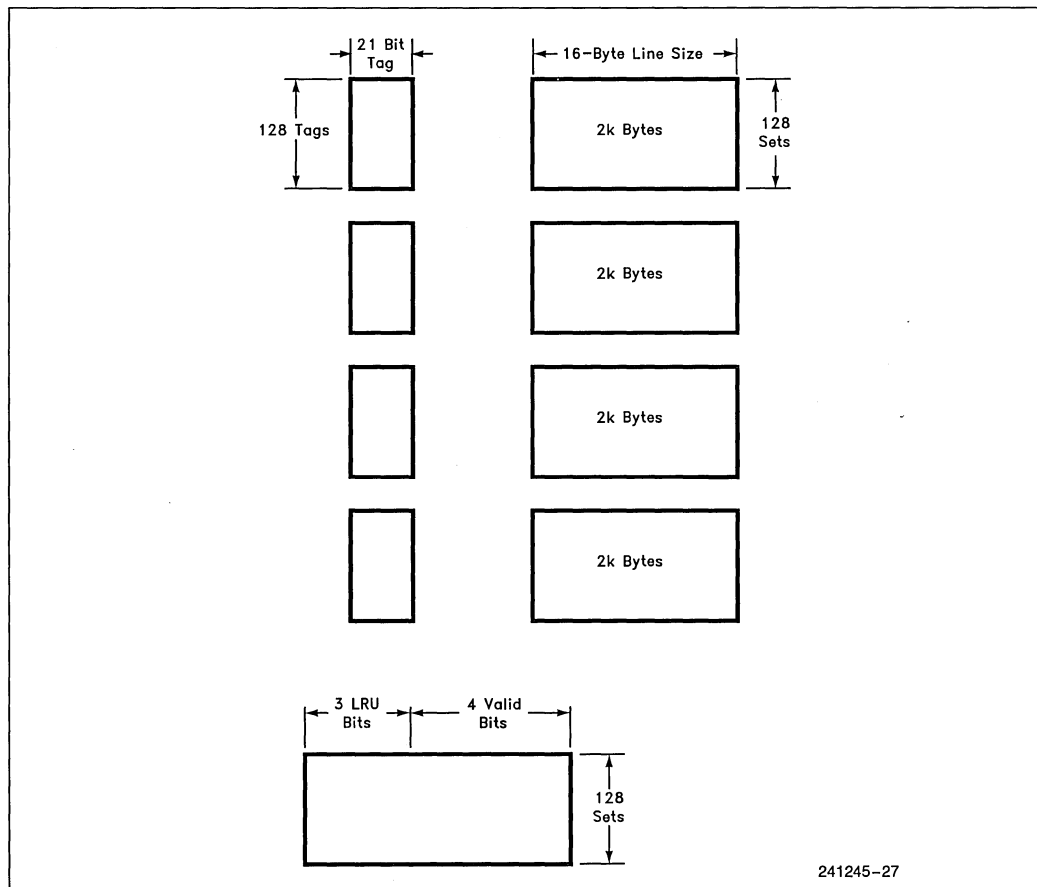 21 Bit
Tag
16-Byte Line Size
128 Tags
2k Bytes
128
Sets
2k Bytes
2k Bytes
2k Bytes
3 LRU
Bits
4 Valid
Bits
128
Sets
241245-27